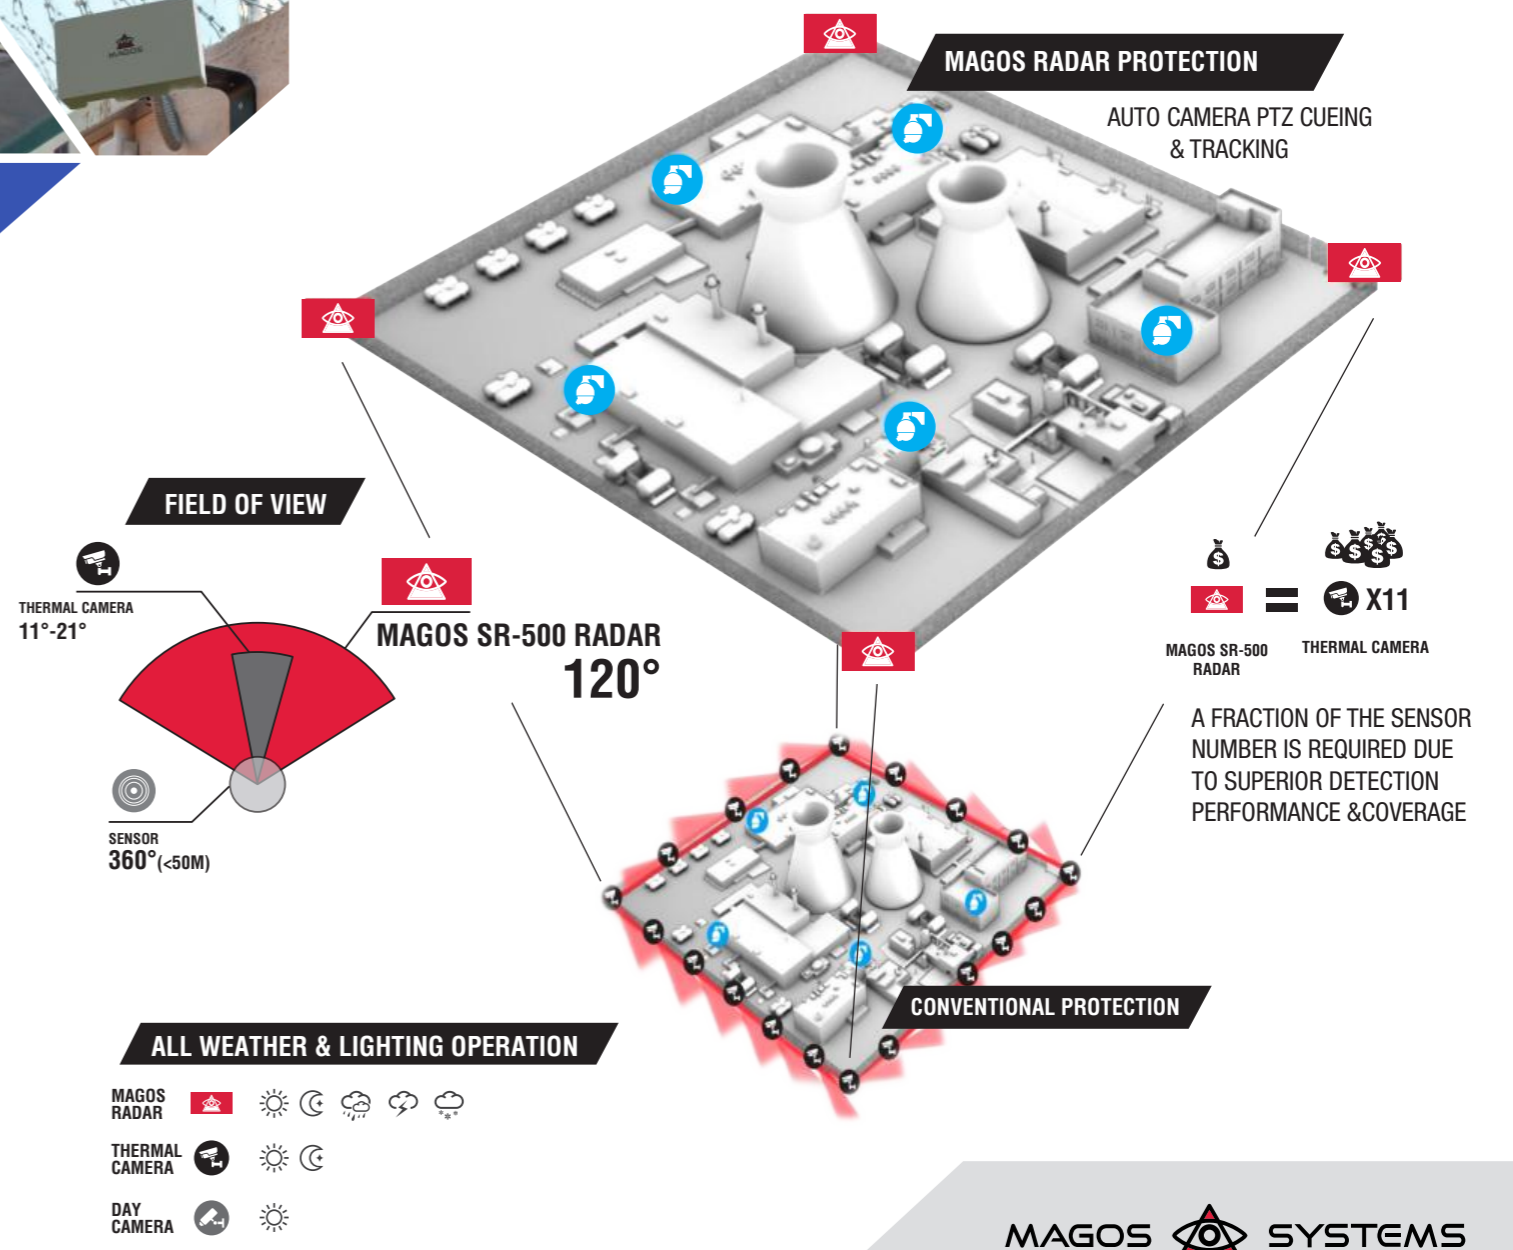 MAGOS
MAGOS RADAR PROTECTION
AUTO CAMERA PTZ CUEING
& TRACKING
FIELD OF VIEW
THERMAL CAMERA
11°-21°
MAGOS SR-500 RADAR
120°
SENSOR
360°(<50M)
$
$ $ $ $ $
X11
MAGOS SR-500
RADAR
THERMAL CAMERA
A FRACTION OF THE SENSOR
NUMBER IS REQUIRED DUE
TO SUPERIOR DETECTION
PERFORMANCE &COVERAGE
CONVENTIONAL PROTECTION
ALL WEATHER & LIGHTING OPERATION
MAGOS
RADAR
THERMAL
CAMERA
DAY
CAMERA
MAGOS SYSTEMS